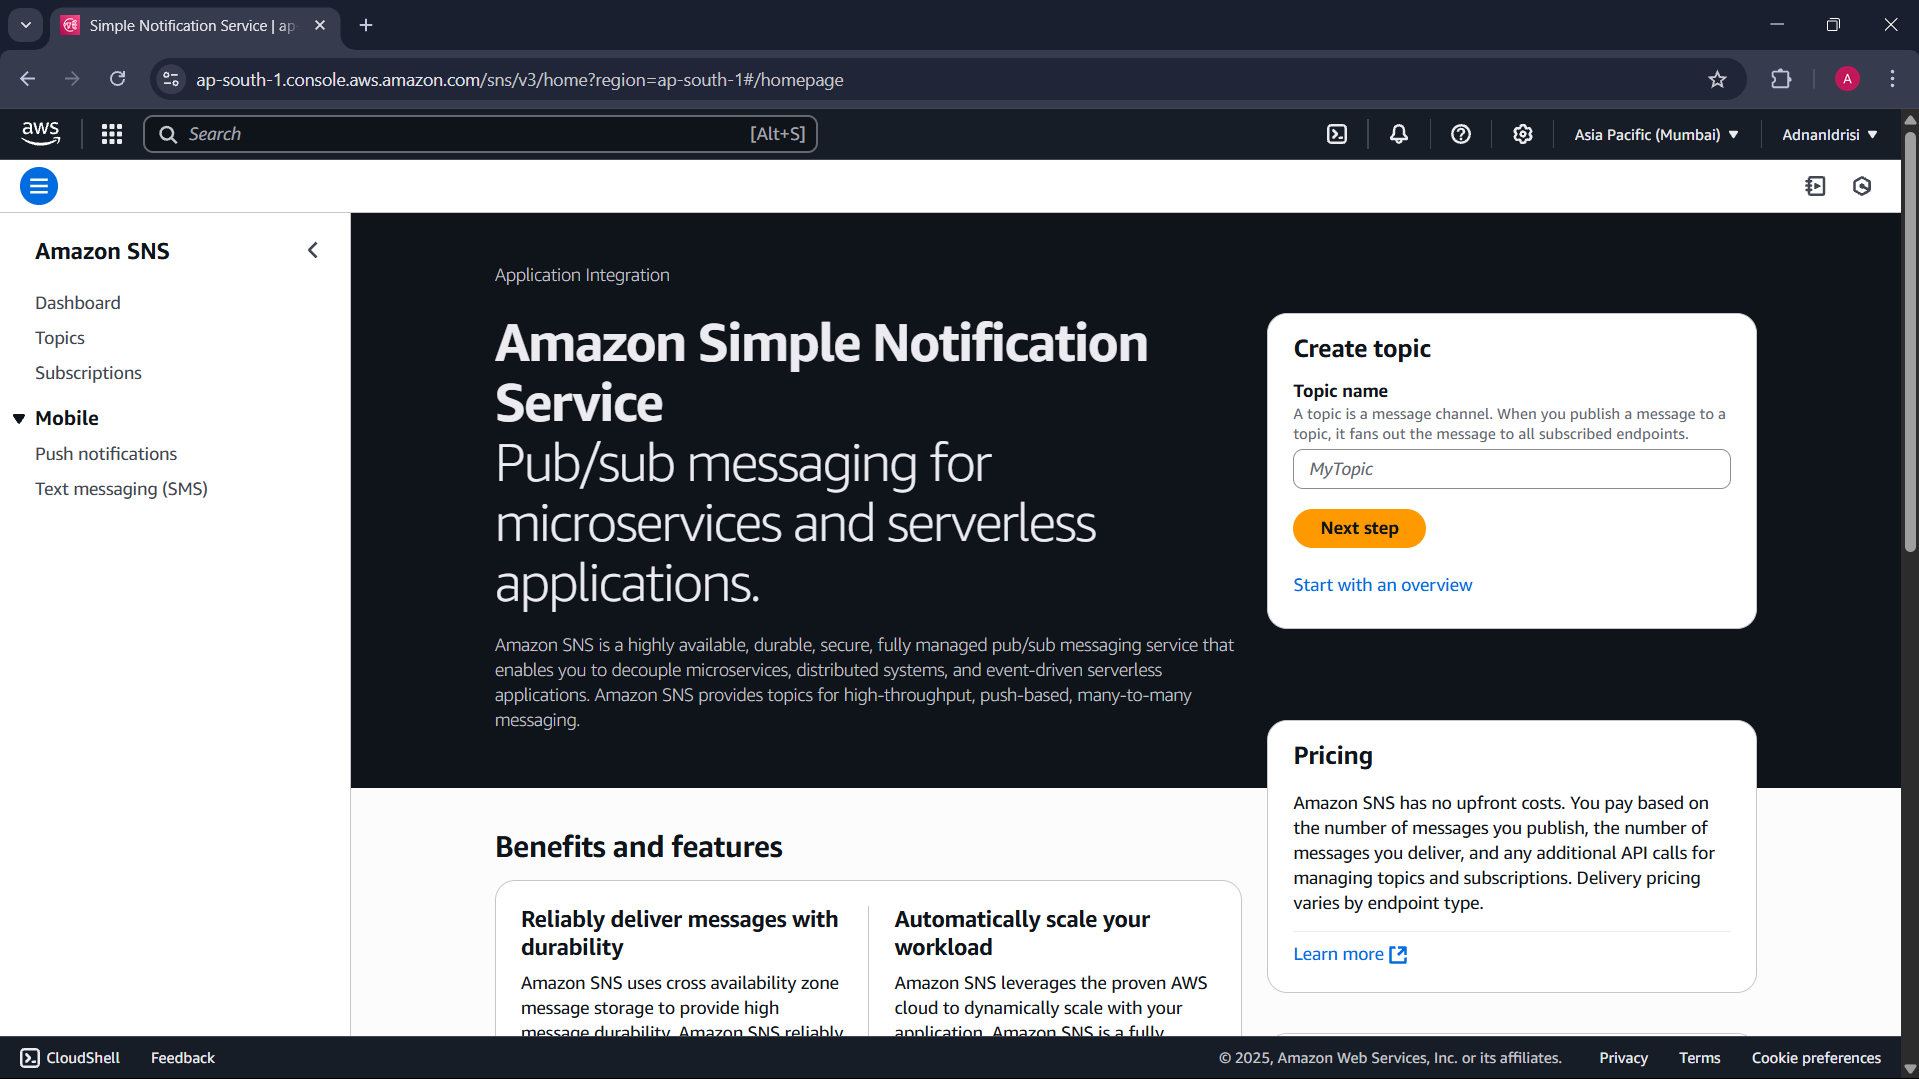 Simple Notification Service | ap-
ap-south-1.console.aws.amazon.com/sns/v3/home?region=ap-south-1#/homepage
A
aws
Search
[Alt+S]
Asia Pacific (Mumbai)
AdnanIdrisi
Amazon SNS
Dashboard
Topics
Subscriptions
Mobile
Push notifications
Text messaging (SMS)
Application Integration
Amazon Simple Notification
Service
Pub/sub messaging for
microservices and serverless
applications.
Amazon SNS is a highly available, durable, secure, fully managed pub/sub messaging service that
enables you to decouple microservices, distributed systems, and event-driven serverless
applications. Amazon SNS provides topics for high-throughput, push-based, many-to-many
messaging.
Create topic
Topic name
A topic is a message channel. When you publish a message to a
topic, it fans out the message to all subscribed endpoints.
MyTopic
Next step
Start with an overview
Pricing
Amazon SNS has no upfront costs. You pay based on
the number of messages you publish, the number of
messages you deliver, and any additional API calls for
managing topics and subscriptions. Delivery pricing
varies by endpoint type.
Learn more
Benefits and features
Reliably deliver messages with
durability
Amazon SNS uses cross availability zone
message storage to provide high
message durability. Amazon SNS reliably
Automatically scale your
workload
Amazon SNS leverages the proven AWS
cloud to dynamically scale with your
application. Amazon SNS is a fully
CloudShell
Feedback
© 2025, Amazon Web Services, Inc. or its affiliates.
Privacy
Terms
Cookie preferences